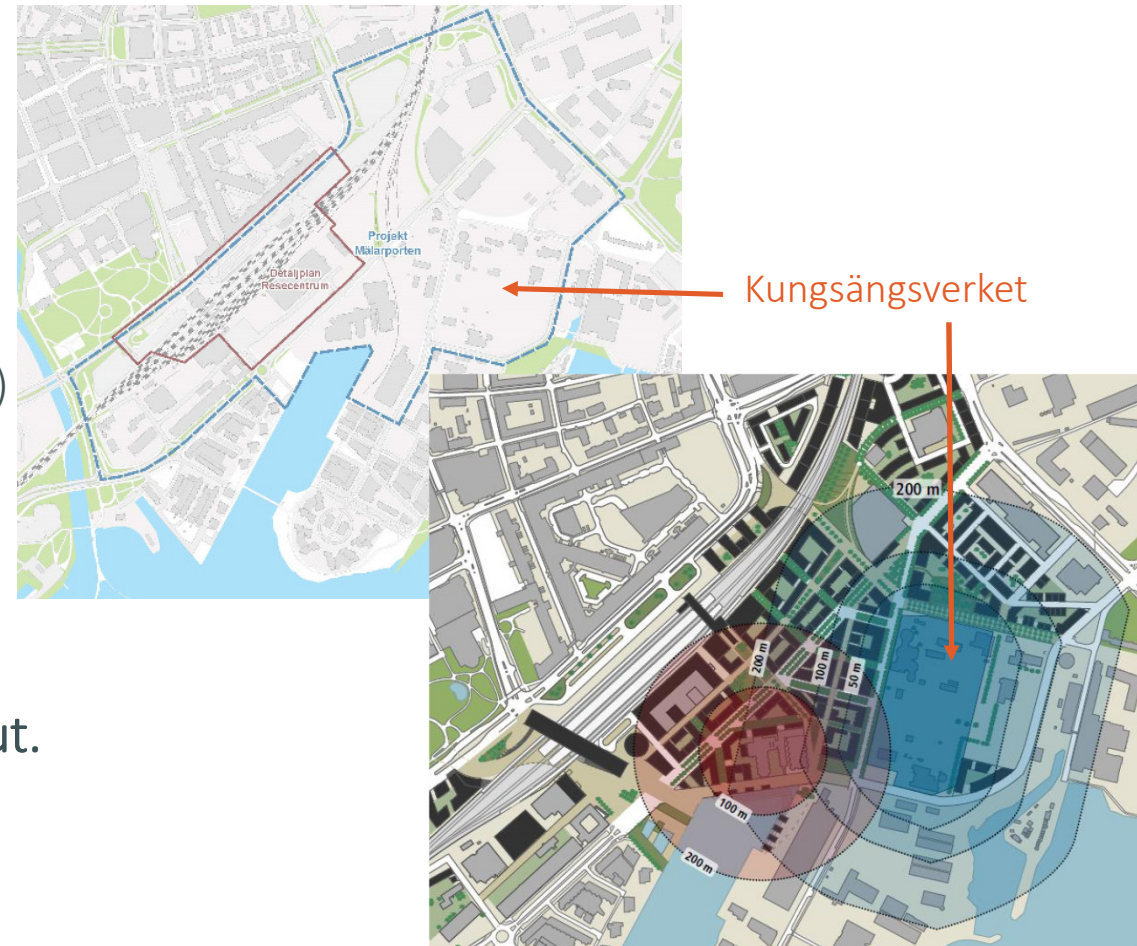 Projekt
Mälarporten
Detaljplan
Resecentrum
Kungsängsverket
)
ut.
200 m
200 m
100 m
50 m
100 m
200 m